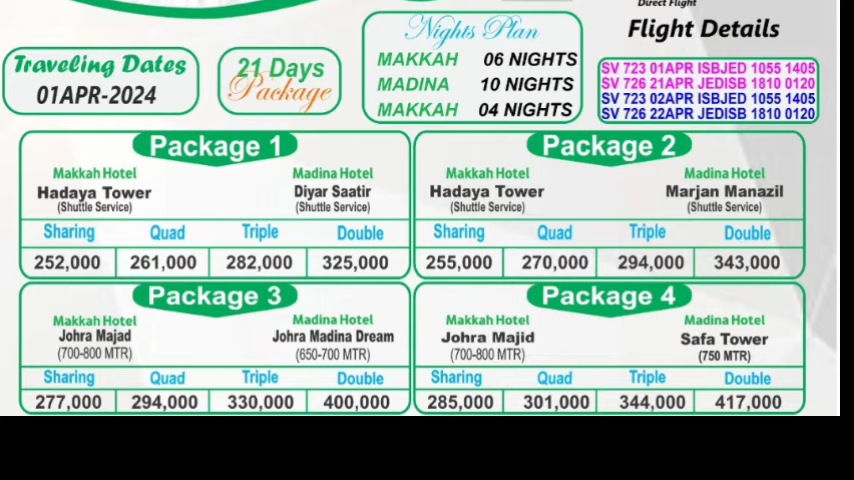 Direct Flight
Flight Details
Nights Plan
MAKKAH 06 NIGHTS
MADINA 10 NIGHTS
MAKKAH 04 NIGHTS
Traveling Dates
01APR-2024
21 Days
Package
SV 723 01APR ISBJED 1055 1405
SV 726 21APR JEDISB 1810 0120
SV 723 02APR ISBJED 1055 1405
SV 726 22APR JEDISB 1810 0120
Package 1
Makkah Hotel Madina Hotel
Hadaya Tower Diyar Saatir
(Shuttle Service) (Shuttle Service)
Sharing Quad Triple Double
252,000 261,000 282,000 325,000
Package 2
Makkah Hotel Madina Hotel
Hadaya Tower Marjan Manazil
(Shuttle Service) (Shuttle Service)
Sharing Quad Triple Double
255,000 270,000 294,000 343,000
Package 3
Makkah Hotel Madina Hotel
Johra Majad Johra Madina Dream
(700-800 MTR) (650-700 MTR)
Sharing Quad Triple Double
277,000 294,000 330,000 400,000
Package 4
Makkah Hotel Madina Hotel
Johra Majid Safa Tower
(700-800 MTR) (750 MTR)
Sharing Quad Triple Double
285,000 301,000 344,000 417,000